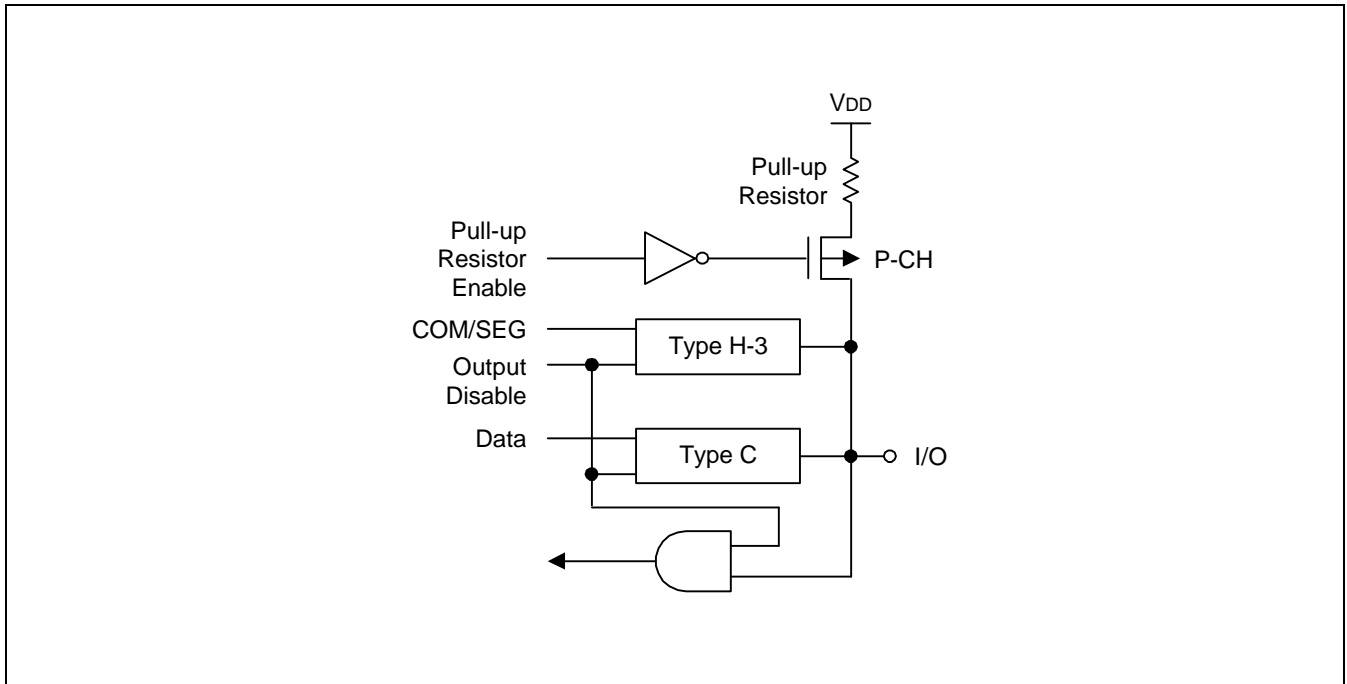 VDD
Pull-up
Resistor
Pull-up
Resistor
Enable
P-CH
COM/SEG
Type H-3
Output
Disable
Data
Type C
I/O